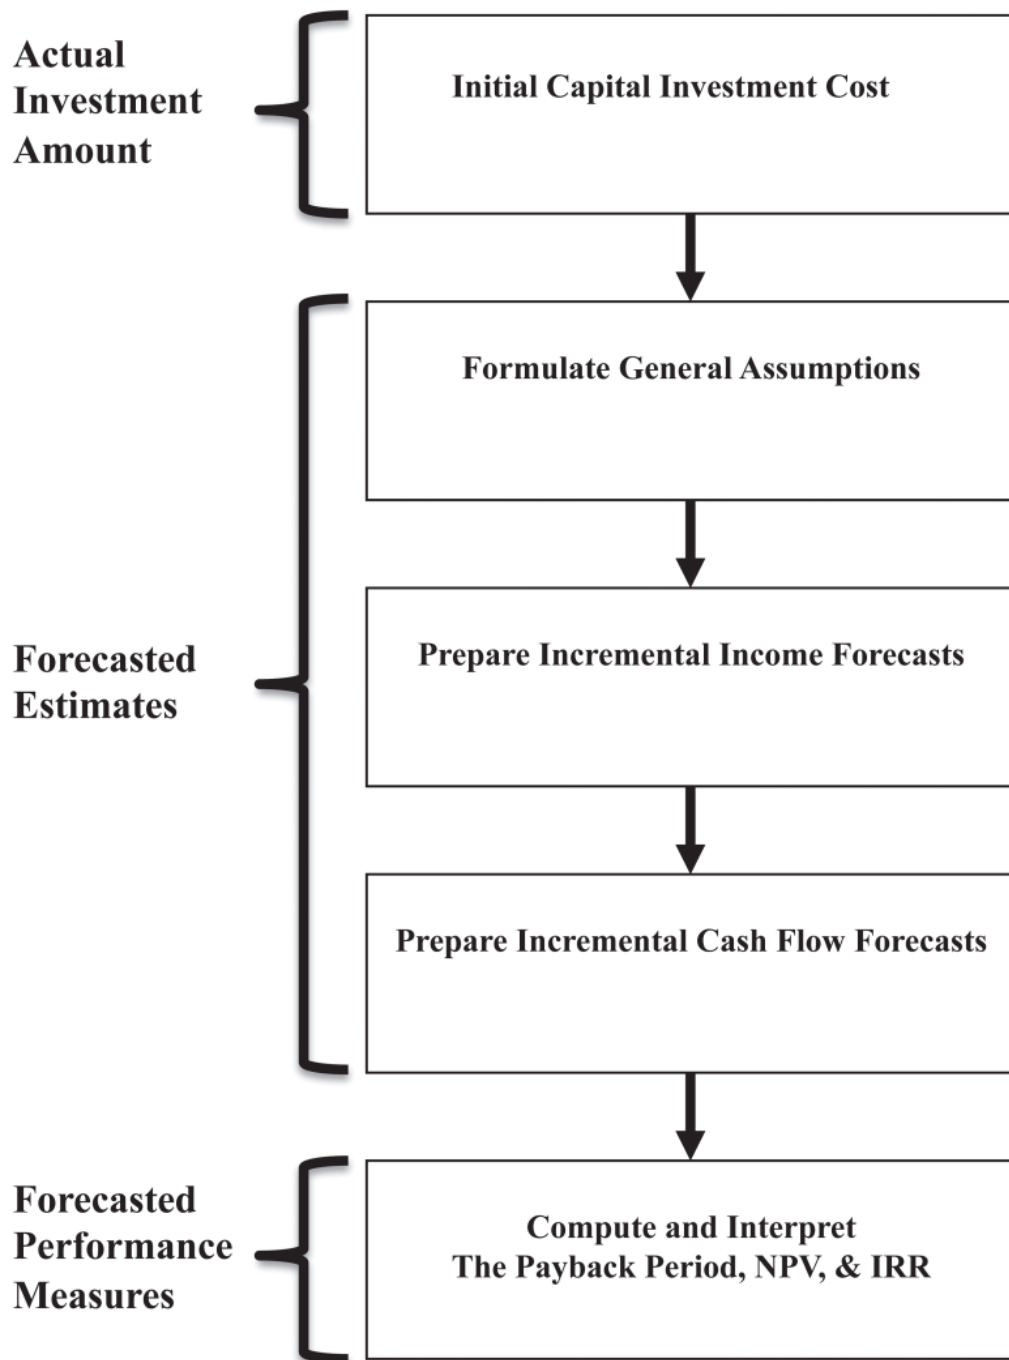 Actual
Investment
Amount
Initial Capital Investment Cost
Formulate General Assumptions
Forecasted
Estimates
Prepare Incremental Income Forecasts
Prepare Incremental Cash Flow Forecasts
Forecasted
Performance
Measures
Compute and Interpret
The Payback Period, NPV, & IRR